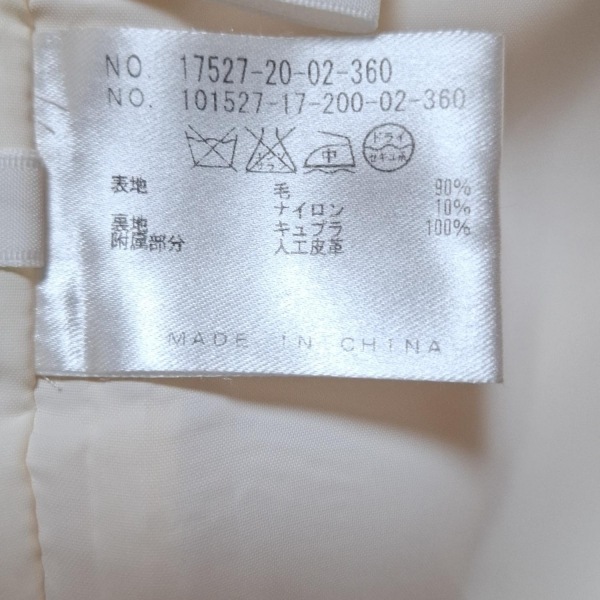 NO. 17527-20-02-360
NO. 101527-17-200-02-360
中 ドライ
セキユ系
表地 毛 90%
ナイロン 10%
裏地 キュプラ 100%
附属部分 人工皮革
MADE IN CHINA